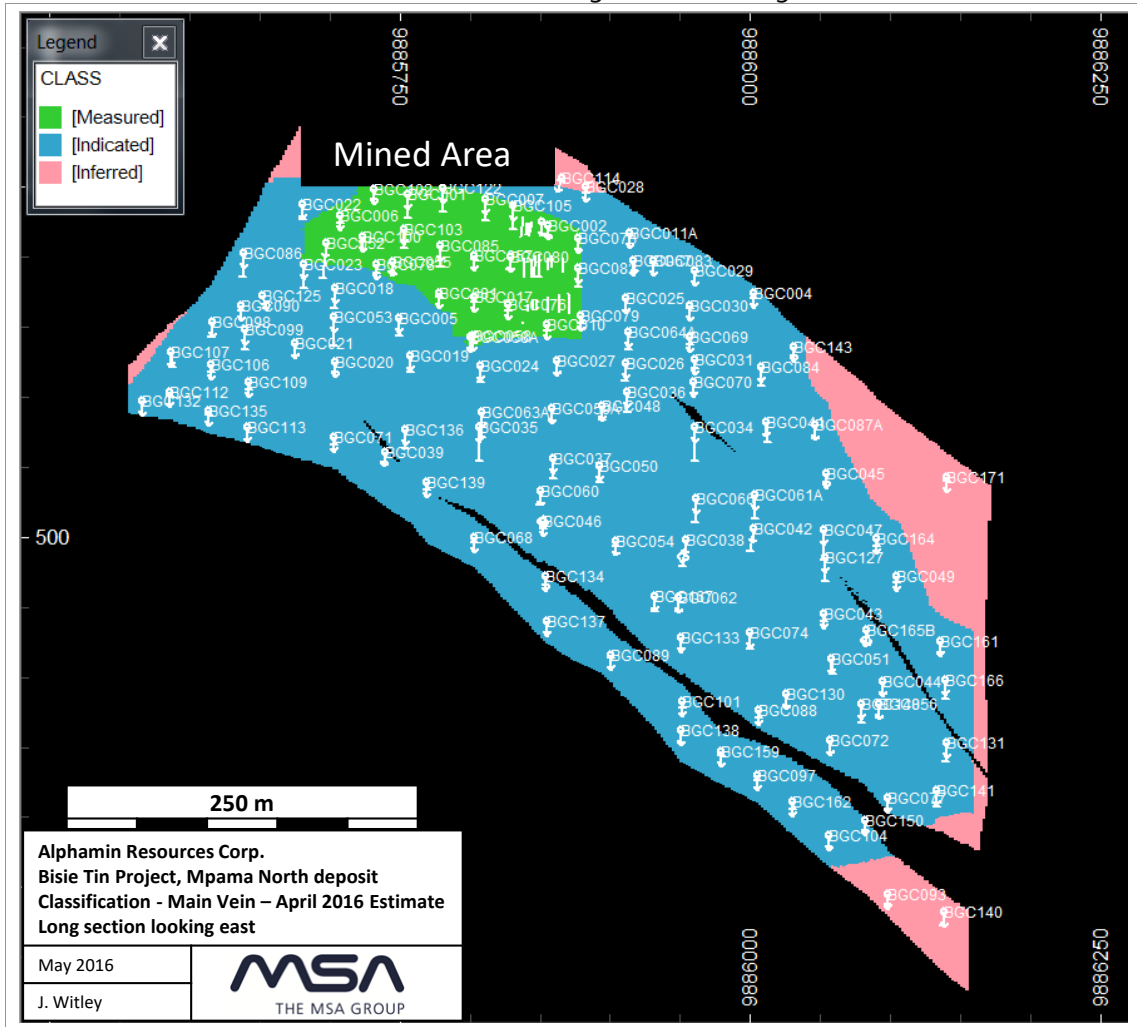 Legend
CLASS
[Measured]
[Indicated]
[Inferred]
9885750
9886000
9886250
Mined Area
BGC114
BGC028
BGC122
BGC007
BGC105
BGC022
BGC006
BGC002
BGC103
BGC011A
BGC085
BGC086
BGC023
BGC083
BGC029
BGC018
BGC125
BGC090
BGC017
BGC025
BGC004
BGC030
BGC053
BGC005
BGC079
BGC099
BGC064A
BGC069
BGC021
BGC143
BGC107
BGC106
BGC020
BGC019
BGC024
BGC027
BGC026
BGC031
BGC084
BGC109
BGC070
BGC112
BGC036
BGC132
BGC135
BGC063A
BGC048
BGC113
BGC071
BGC136
BGC035
BGC034
BGC087A
BGC039
BGC037
BGC050
BGC045
BGC171
BGC139
BGC060
BGC066
BGC061A
500
BGC068
BGC046
BGC054
BGC038
BGC042
BGC047
BGC164
BGC134
BGC127
BGC049
BGC062
BGC137
BGC133
BGC074
BGC043
BGC165B
BGC161
BGC089
BGC051
BGC044
BGC166
BGC101
BGC088
BGC130
BGC138
BGC072
BGC131
BGC159
BGC097
BGC162
BGC141
BGC150
BGC104
BGC093
BGC140
250 m
Alphamin Resources Corp.
Bisie Tin Project, Mpama North deposit
Classification - Main Vein – April 2016 Estimate
Long section looking east
May 2016
J. Witley
MSA
THE MSA GROUP
9886000
9886250